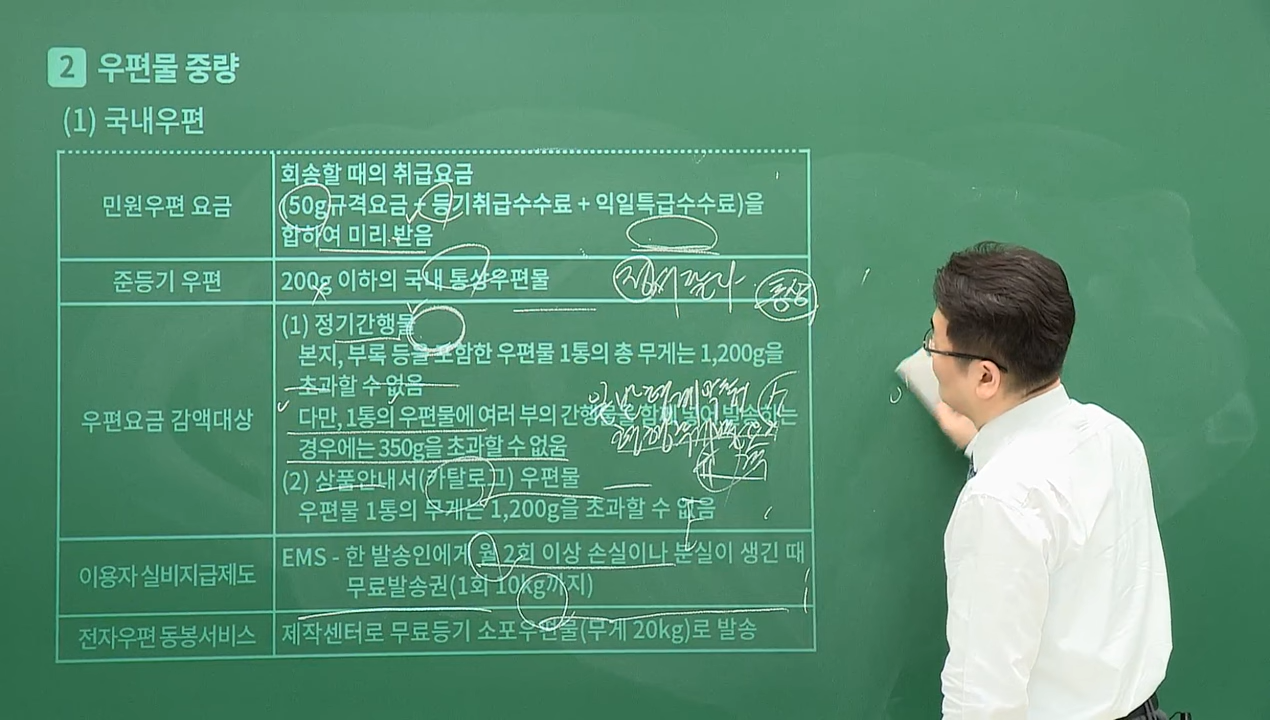 2 우편물 중량
(1) 국내우편
민원우편 요금
회송할 때의 취급요금
(50g규격요금 + 등기취급수수료 + 익일특급수수료)을
합하여 미리 받음
준등기 우편
200g 이하의 국내 통상우편물
통상
우편요금 감액대상
(1) 정기간행물
본지, 부록 등을 포함한 우편물 1통의 총 무게는 1,200g을
초과할 수 없음
다만, 1통의 우편물에 여러 부의 간행물을 함께 넣어 발송하는
경우에는 350g을 초과할 수 없음
(2) 상품안내서(카탈로그) 우편물
우편물 1통의 무게는 1,200g을 초과할 수 없음
이용자 실비지급제도
EMS - 한 발송인에게 월 2회 이상 손실이나 분실이 생긴 때
무료발송권(1회 10kg까지)
전자우편 동봉서비스
제작센터로 무료등기 소포우편물(무게 20kg)로 발송